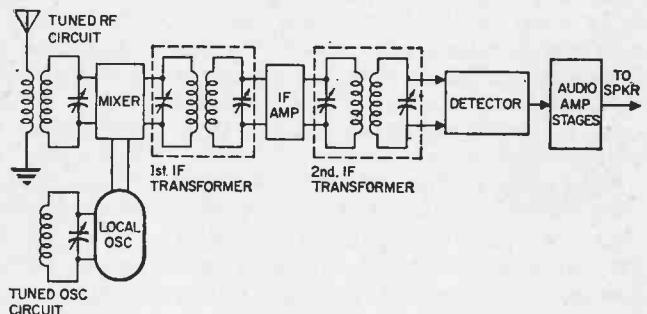 TUNED RF
CIRCUIT
MIXER
1st. IF
TRANSFORMER
IF
AMP
2nd. IF
TRANSFORMER
DETECTOR
AUDIO
AMP
STAGES
TO
SPKR
LOCAL
OSC
TUNED OSC
CIRCUIT